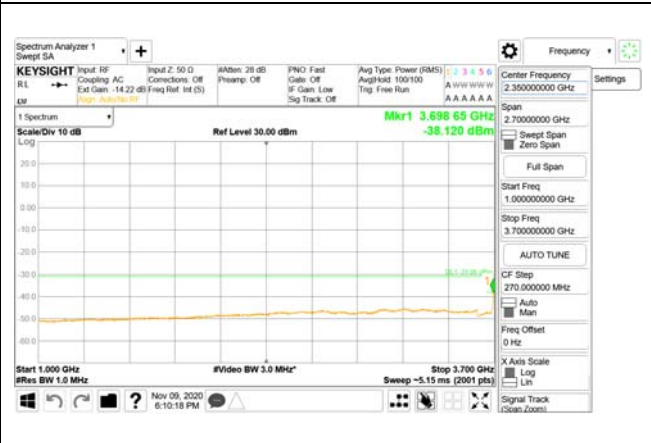 Spectrum Analyzer 1
Swept SA
Frequency
KEYSIGHT
RL
Input: RF
Coupling: AC
Ext Gain: -14.22 dB
Align: Auto/No RF
Input Z: 50 Ω
Corrections: Off
Freq Ref: Int (S)
#Atten: 28 dB
Preamp: Off
PNO: Fast
Gate: Off
IF Gain: Low
Sig Track: Off
Avg Type: Power (RMS)
Avg|Hold: 100/100
Trig: Free Run
1 2 3 4 5 6
A W W W W W
A A A A A A
1 Spectrum
Scale/Div 10 dB
Log
Ref Level 30.00 dBm
Mkr1 3.698 65 GHz
-38.120 dBm
20.0
10.0
0.00
-10.0
-20.0
-30.0
-40.0
-50.0
-60.0
1
Start 1.000 GHz
#Res BW 1.0 MHz
#Video BW 3.0 MHz*
Stop 3.700 GHz
Sweep ~5.15 ms (2001 pts)
Nov 09, 2020
6:10:18 PM
Center Frequency
2.350000000 GHz
Settings
Span
2.70000000 GHz
Swept Span
Zero Span
Full Span
Start Freq
1.000000000 GHz
Stop Freq
3.700000000 GHz
AUTO TUNE
CF Step
270.000000 MHz
Auto
Man
Freq Offset
0 Hz
X Axis Scale
Log
Lin
Signal Track
(Span Zoom)